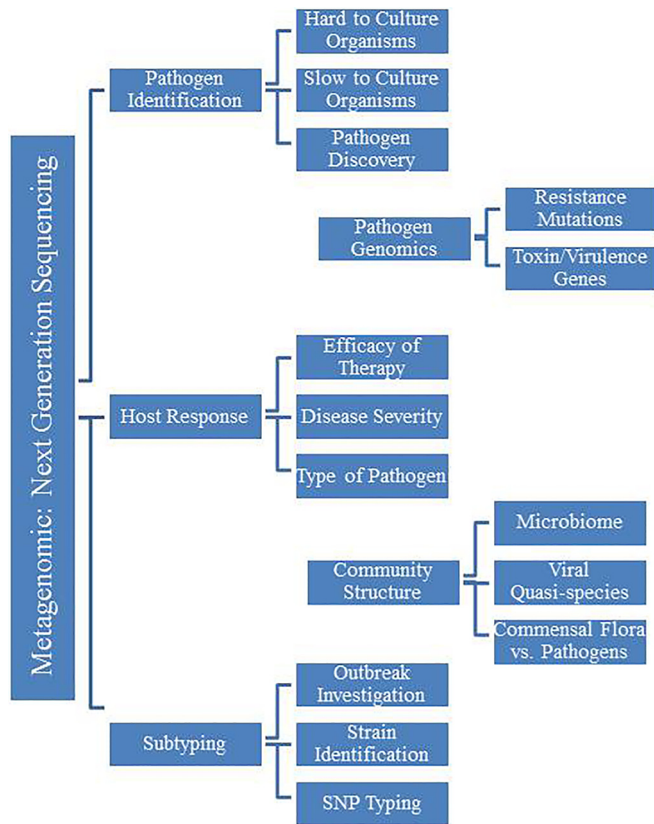 Metagenomic: Next Generation Sequencing
Pathogen
Identification
Hard to Culture
Organisms
Slow to Culture
Organisms
Pathogen
Discovery
Pathogen
Genomics
Resistance
Mutations
Toxin/Virulence
Genes
Host Response
Efficacy of
Therapy
Disease Severity
Type of Pathogen
Community
Structure
Microbiome
Viral
Quasi-species
Commensal Flora
vs. Pathogens
Subtyping
Outbreak
Investigation
Strain
Identification
SNP Typing